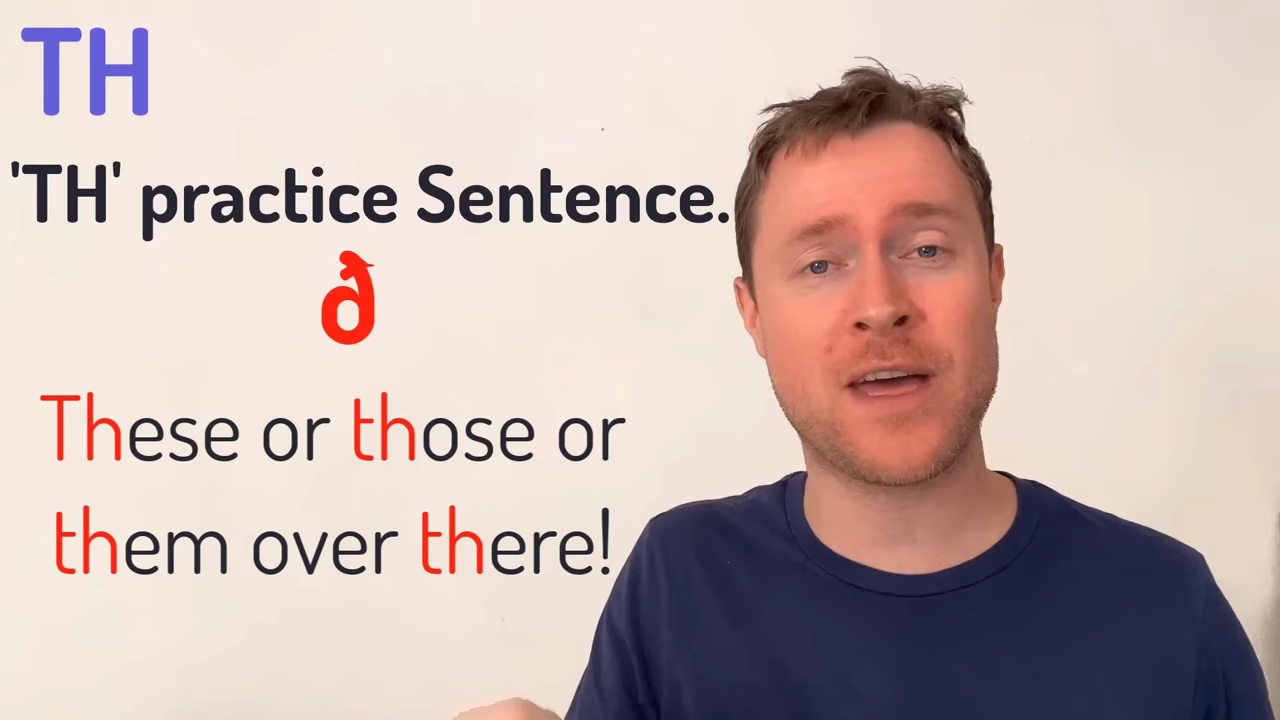 TH
'TH' practice Sentence.
ð
These or those or
them over there!